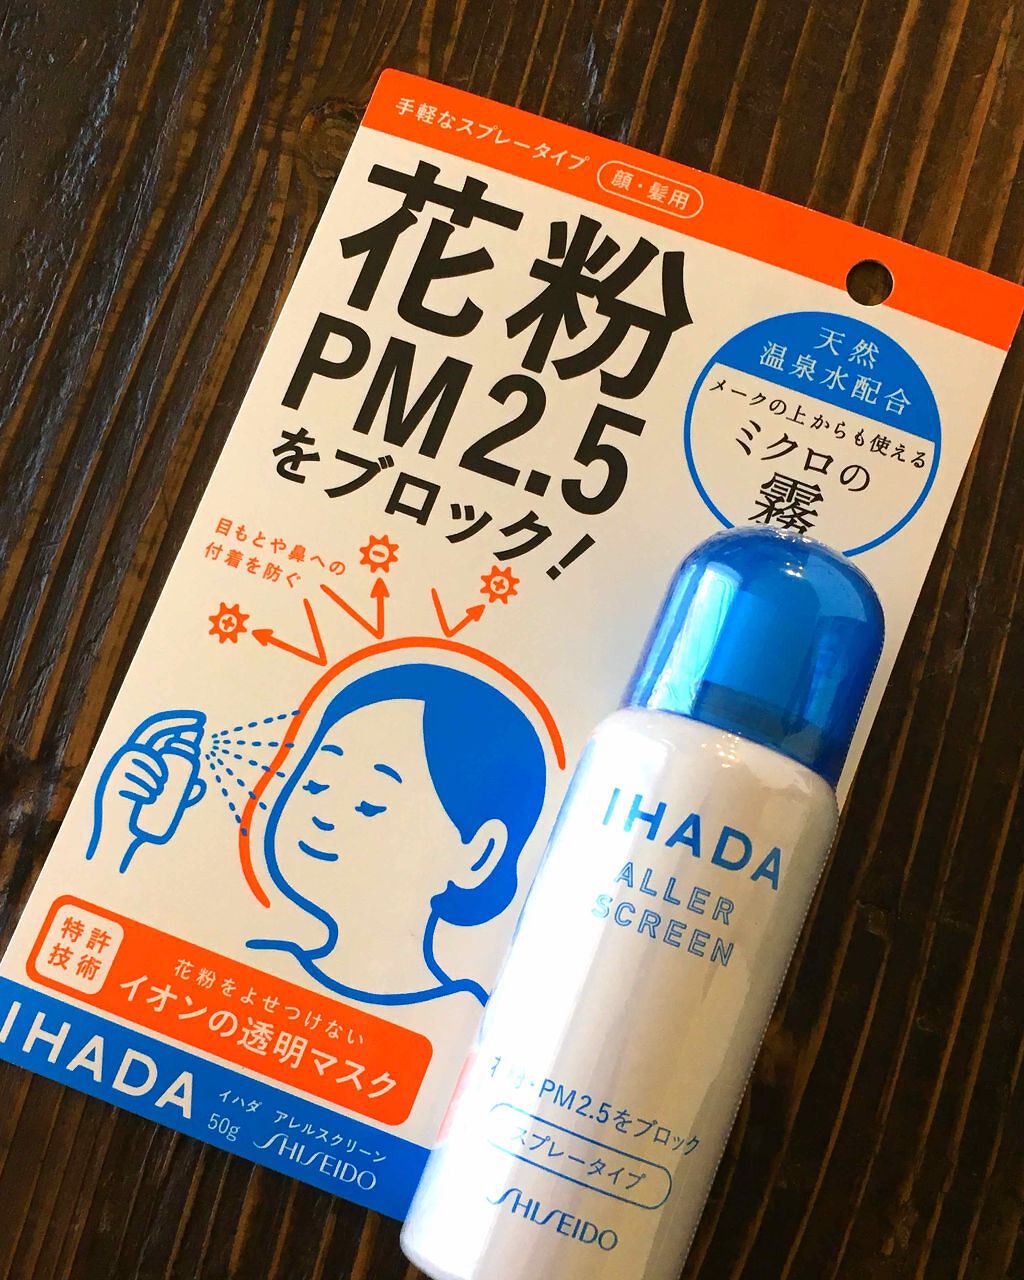 手軽なスプレータイプ 顔・髪用
花粉
PM2.5
をブロック!
天然
温泉水配合
メークの上からも使える
ミクロの
霧
目もとや鼻への
付着を防ぐ
特許
技術
花粉をよせつけない
イオンの透明マスク
IHADA
イハダ アレルスクリーン
50g SHISEIDO
IHADA
ALLER
SCREEN
花粉・PM2.5をブロック
スプレータイプ
SHISEIDO